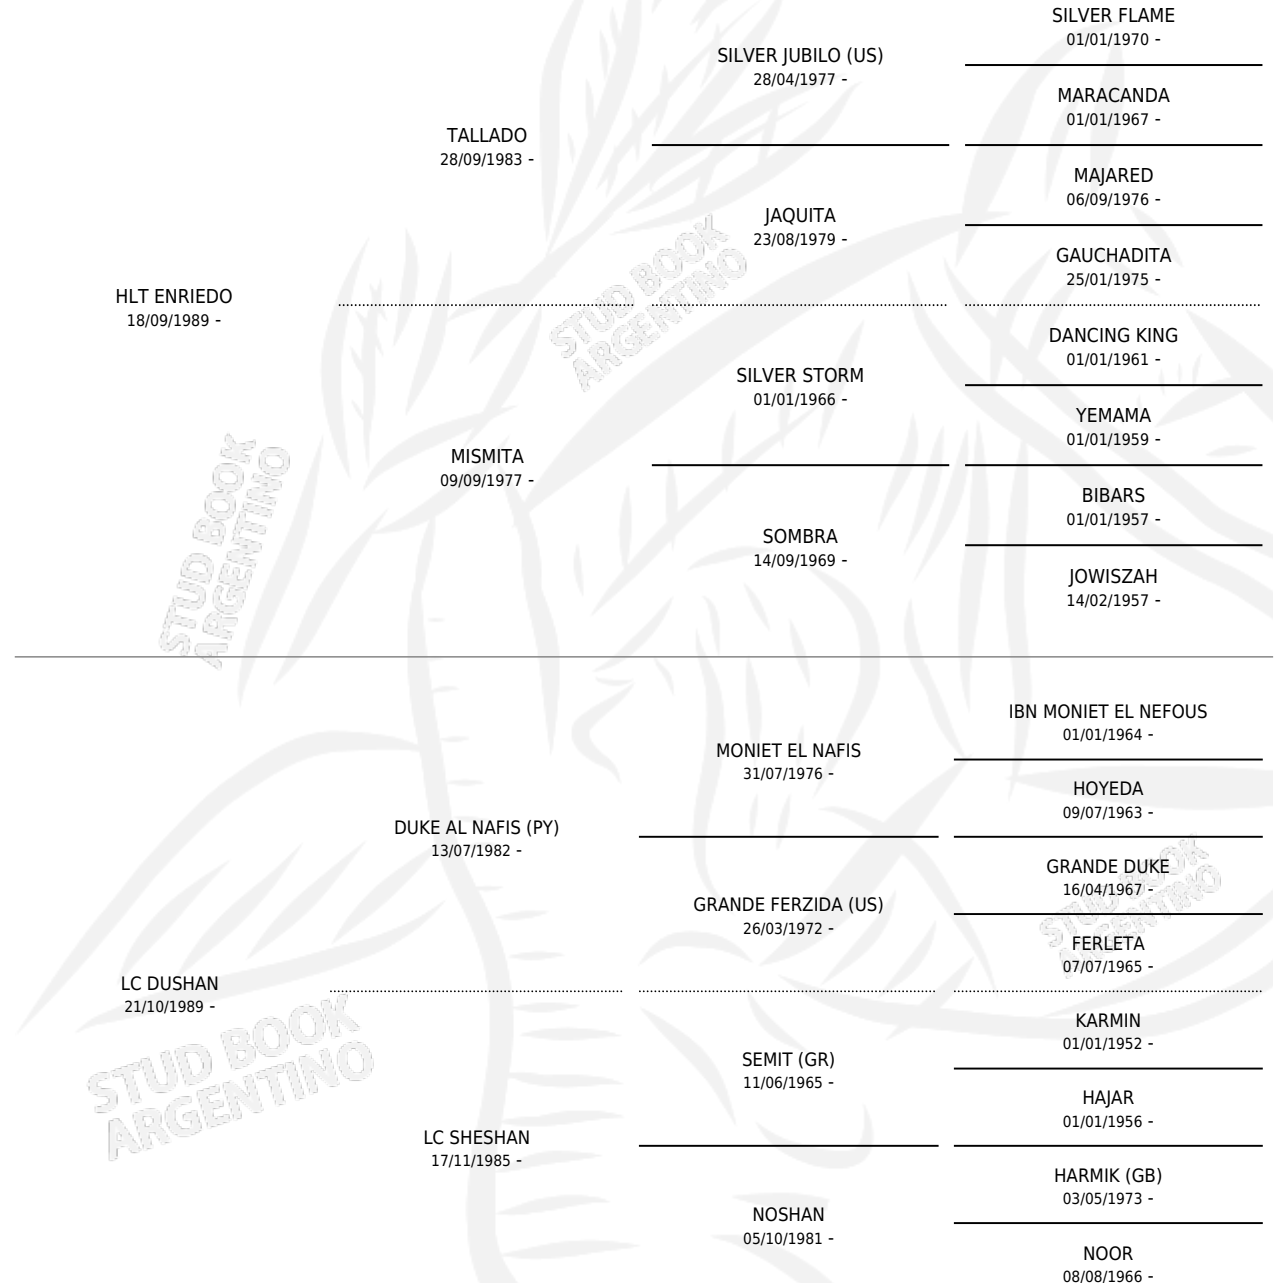 SILVER FLAME
01/01/1970 -
SILVER JUBILO (US)
28/04/1977 -
MARACANDA
01/01/1967 -
TALLADO
28/09/1983 -
MAJARED
06/09/1976 -
JAQUITA
23/08/1979 -
GAUCHADITA
25/01/1975 -
HLT ENRIEDO
18/09/1989 -
DANCING KING
01/01/1961 -
SILVER STORM
01/01/1966 -
YEMAMA
01/01/1959 -
MISMITA
09/09/1977 -
BIBARS
01/01/1957 -
SOMBRA
14/09/1969 -
JOWISZAH
14/02/1957 -
STUD BOOK
ARGENTINO
STUD BOOK
ARGENTINO
IBN MONIET EL NEFOUS
01/01/1964 -
MONIET EL NAFIS
31/07/1976 -
HOYEDA
09/07/1963 -
DUKE AL NAFIS (PY)
13/07/1982 -
GRANDE DUKE
16/04/1967 -
GRANDE FERZIDA (US)
26/03/1972 -
FERLETA
07/07/1965 -
LC DUSHAN
21/10/1989 -
KARMIN
01/01/1952 -
SEMIT (GR)
11/06/1965 -
HAJAR
01/01/1956 -
LC SHESHAN
17/11/1985 -
HARMIK (GB)
03/05/1973 -
NOSHAN
05/10/1981 -
NOOR
08/08/1966 -
STUD BOOK
ARGENTINO
STUD BOOK
ARGENTINO